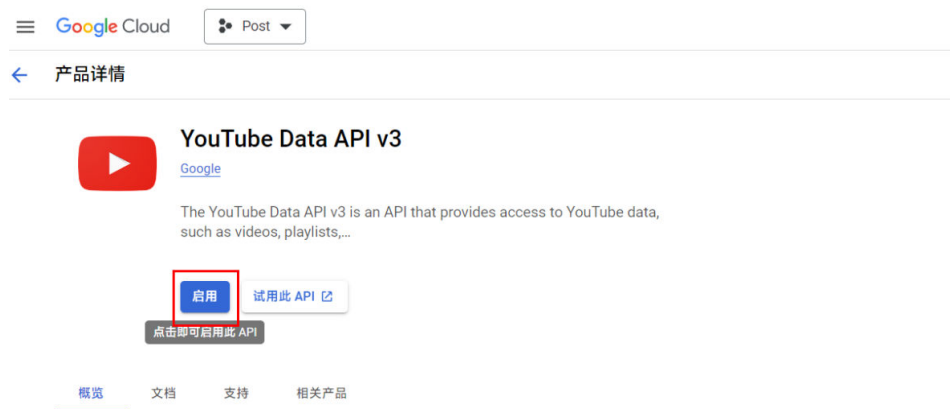 Google Cloud
Post
产品详情
YouTube Data API v3
Google
The YouTube Data API v3 is an API that provides access to YouTube data,
such as videos, playlists,...
启用 试用此 API
点击即可启用此 API
概览 文档 支持 相关产品